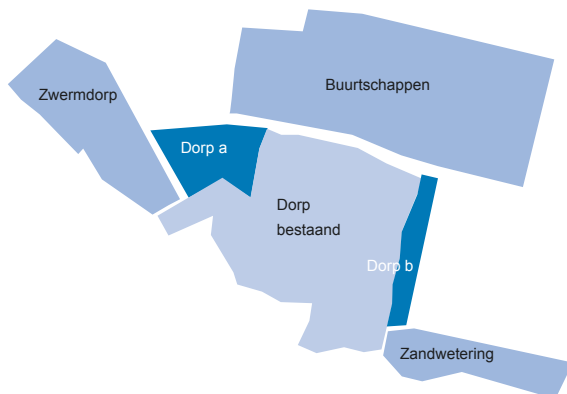 Zwermdorp
Buurtschappen
Dorp a
Dorp
bestaand
Dorp b
Zandwetering